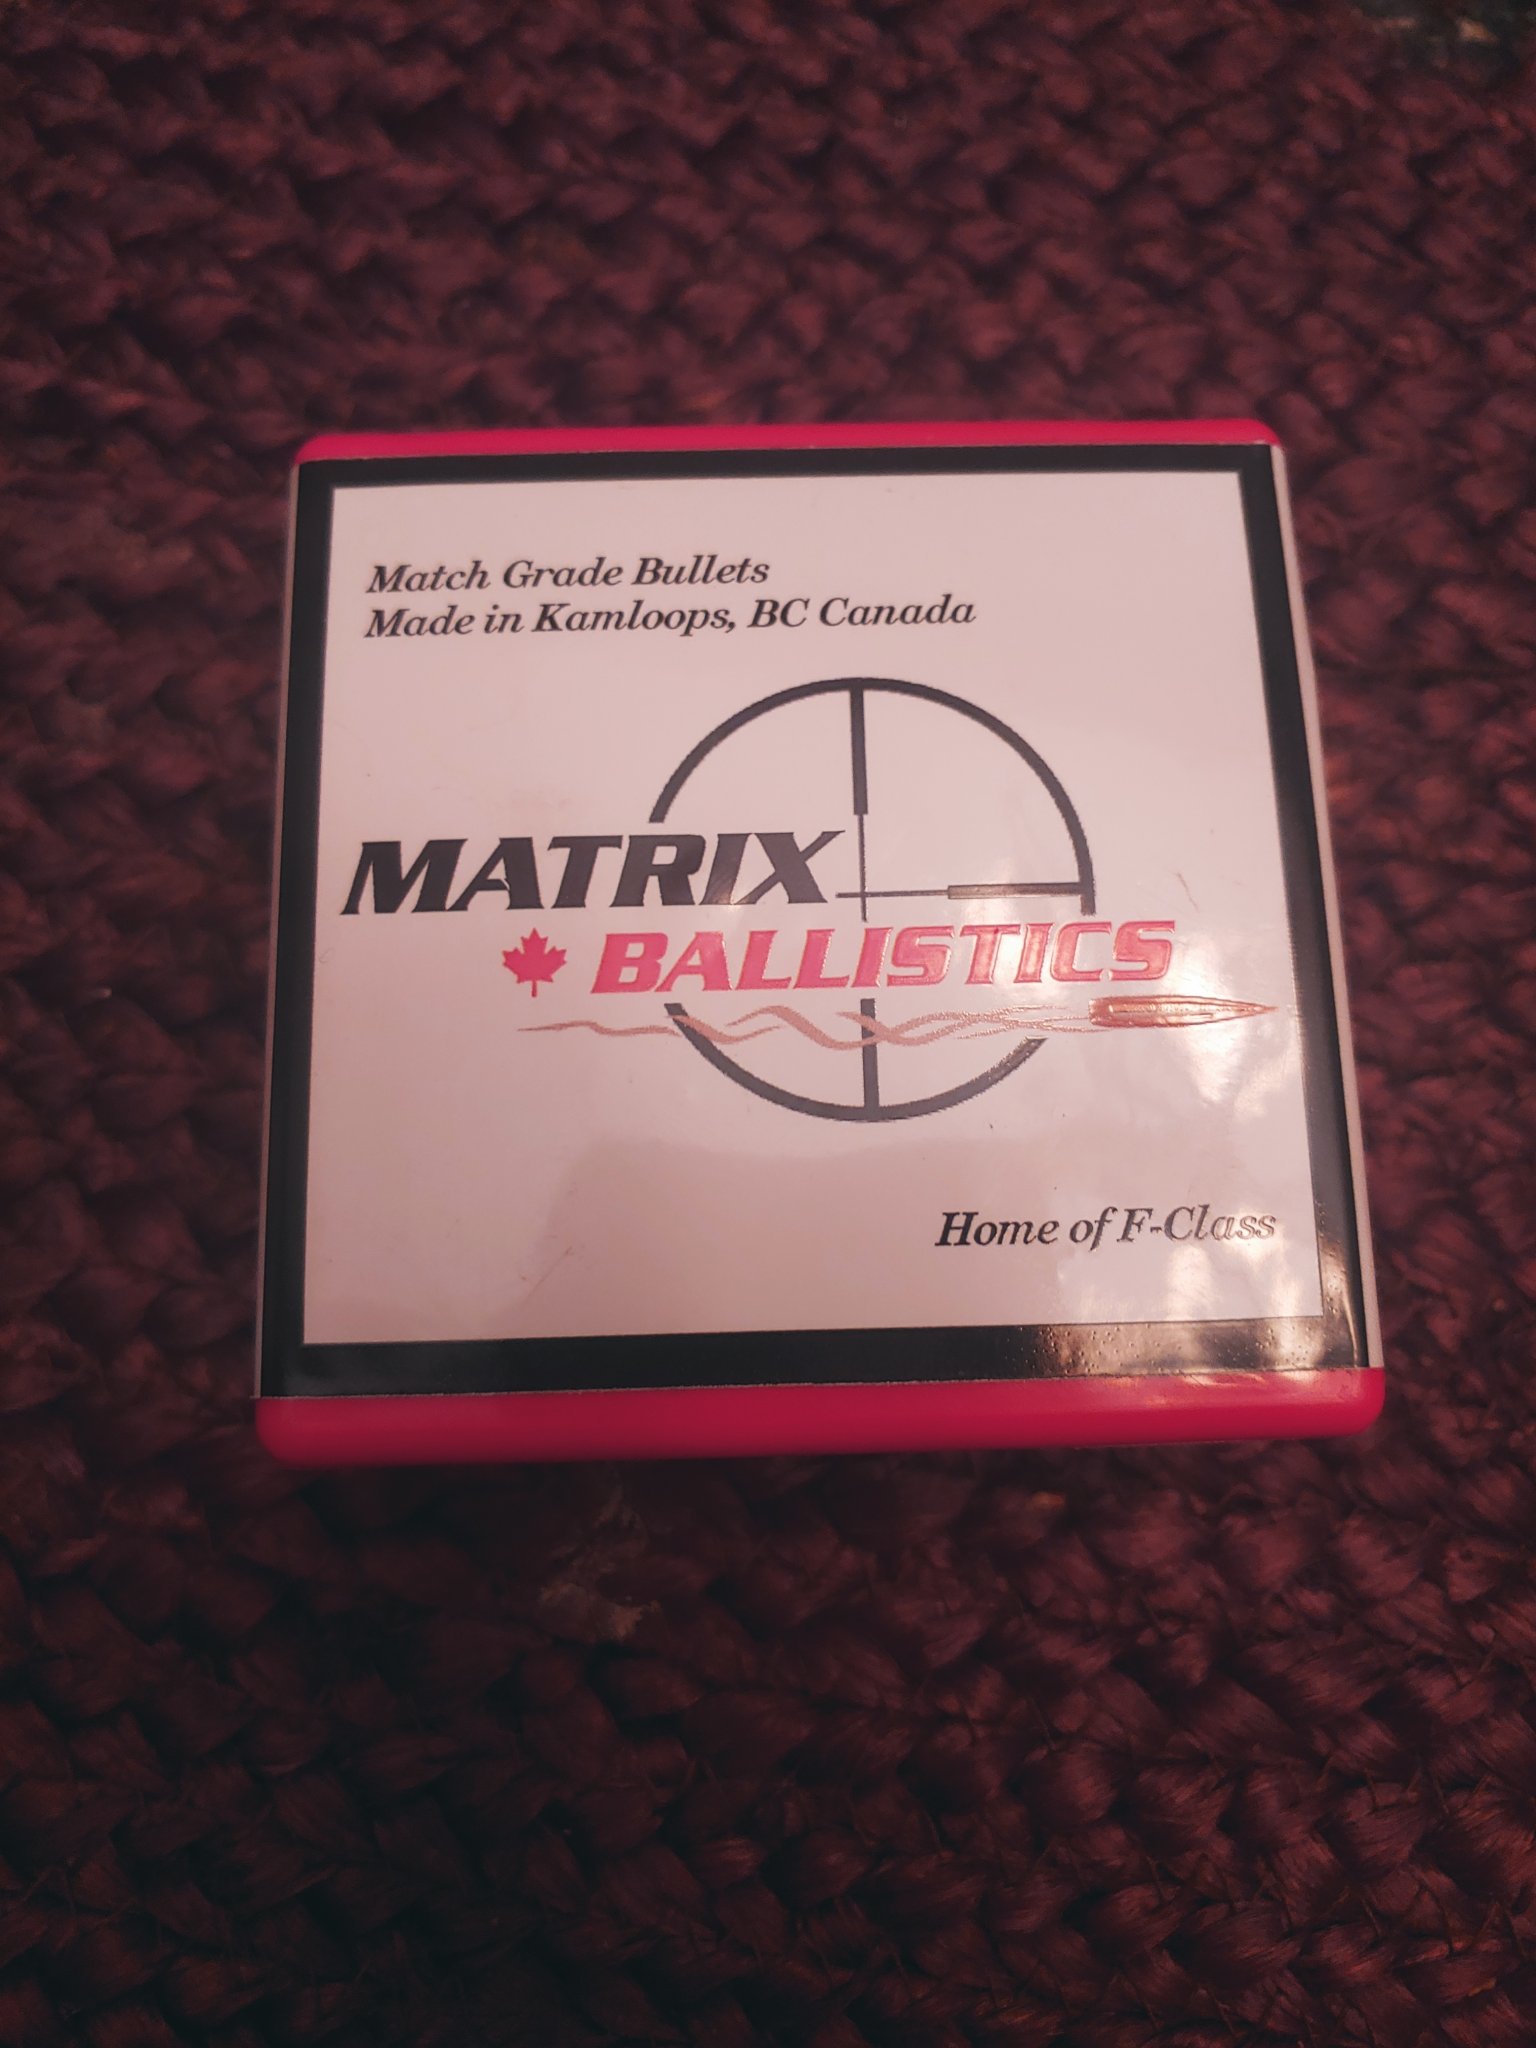 Match Grade Bullets
Made in Kamloops, BC Canada
MATRIX
BALLISTICS
Home of F-Class